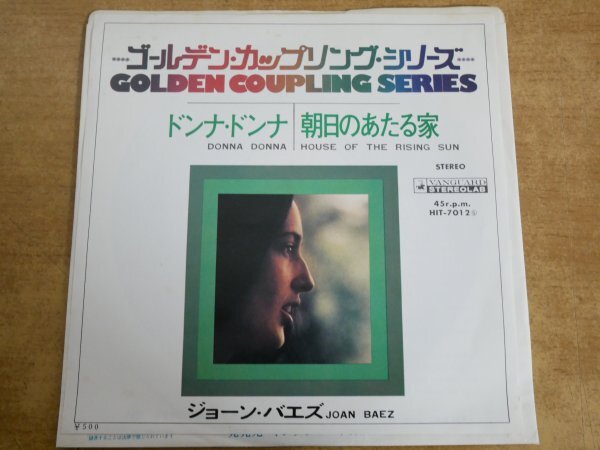 ゴールデン・カップリング・シリーズ
GOLDEN COUPLING SERIES
ドンナ・ドンナ
DONNA DONNA
朝日のあたる家
HOUSE OF THE RISING SUN
STEREO
VANGUARD
STEREOLAB
45r.p.m.
HIT-7012Ⓢ
ジョーン・バエズ JOAN BAEZ
¥500